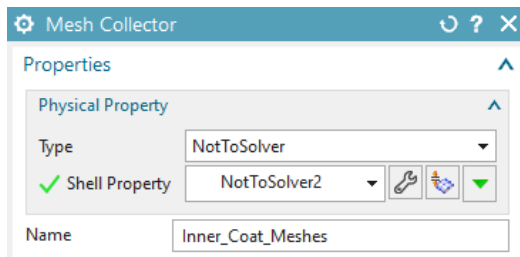 Mesh Collector
Properties
Physical Property
Type NotToSolver
Shell Property NotToSolver2
Name Inner_Coat_Meshes